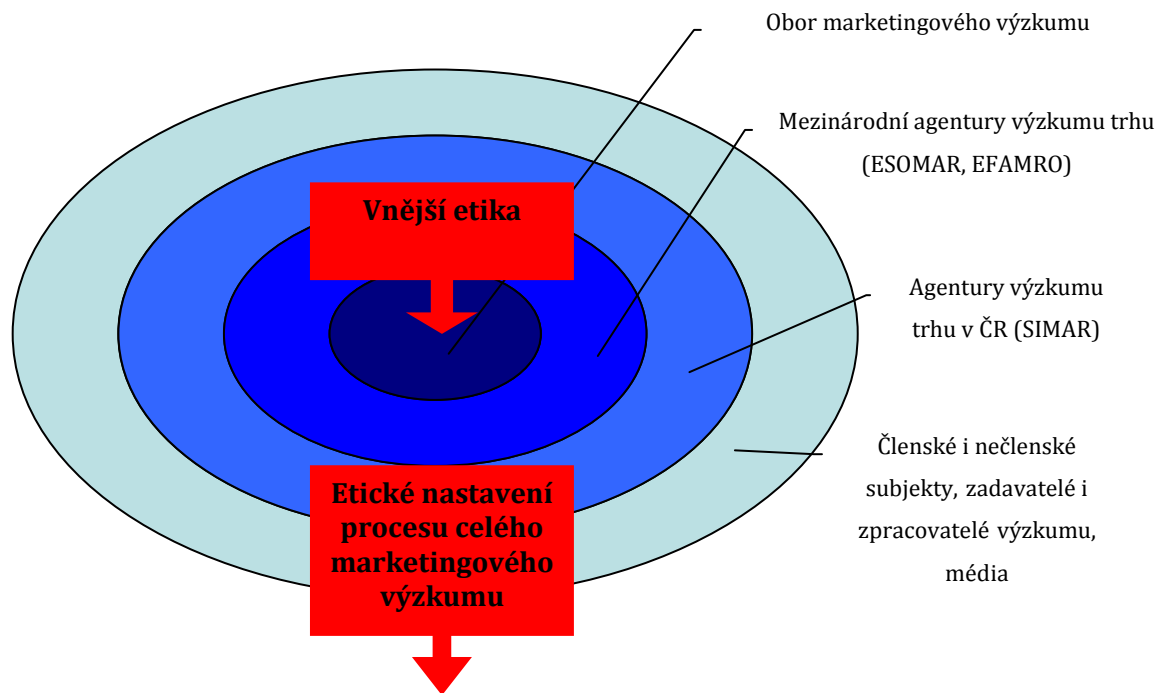 Obor marketingového výzkumu
Mezinárodní agentury výzkumu trhu
(ESOMAR, EFAMRO)
Vnější etika
Agentury výzkumu
trhu v ČR (SIMAR)
Členské i nečlenské
subjekty, zadavatelé i
zpracovatelé výzkumu,
média
Etické nastavení
procesu celého
marketingového
výzkumu